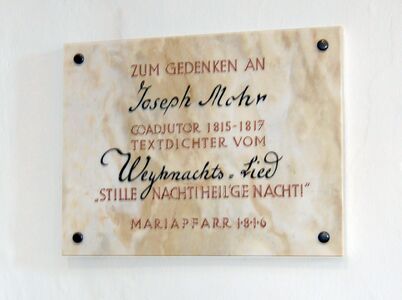 ZUM GEDENKEN AN
Joseph Mohr
COADJUTOR 1815-1817
TEXTDICHTER VOM
Weyhnachts-Lied
„STILLE NACHT! HEIL'GE NACHT!"
MARIAPFARR 1816